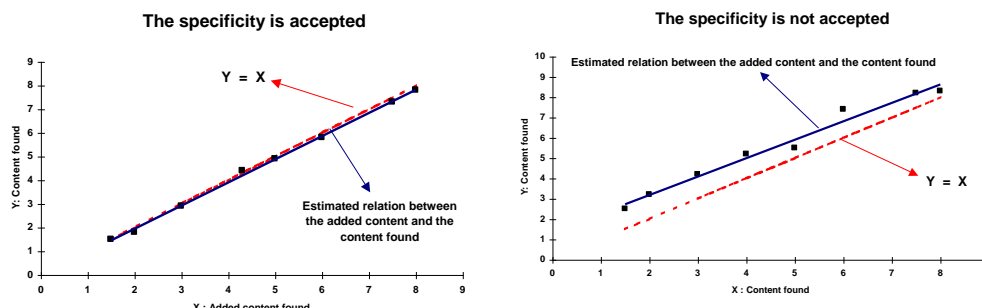 The specificity is accepted
9
8
7
6
5
4
3
2
1
0
Y: Content found
Y = X
Estimated relation between
the added content and the
content found
0 1 2 3 4 5 6 7 8 9
X : Added content found
The specificity is not accepted
10
9
8
7
6
5
4
3
2
1
0
Y: Content found
Estimated relation between the added content and the content found
Y = X
0 1 2 3 4 5 6 7 8
X : Content found